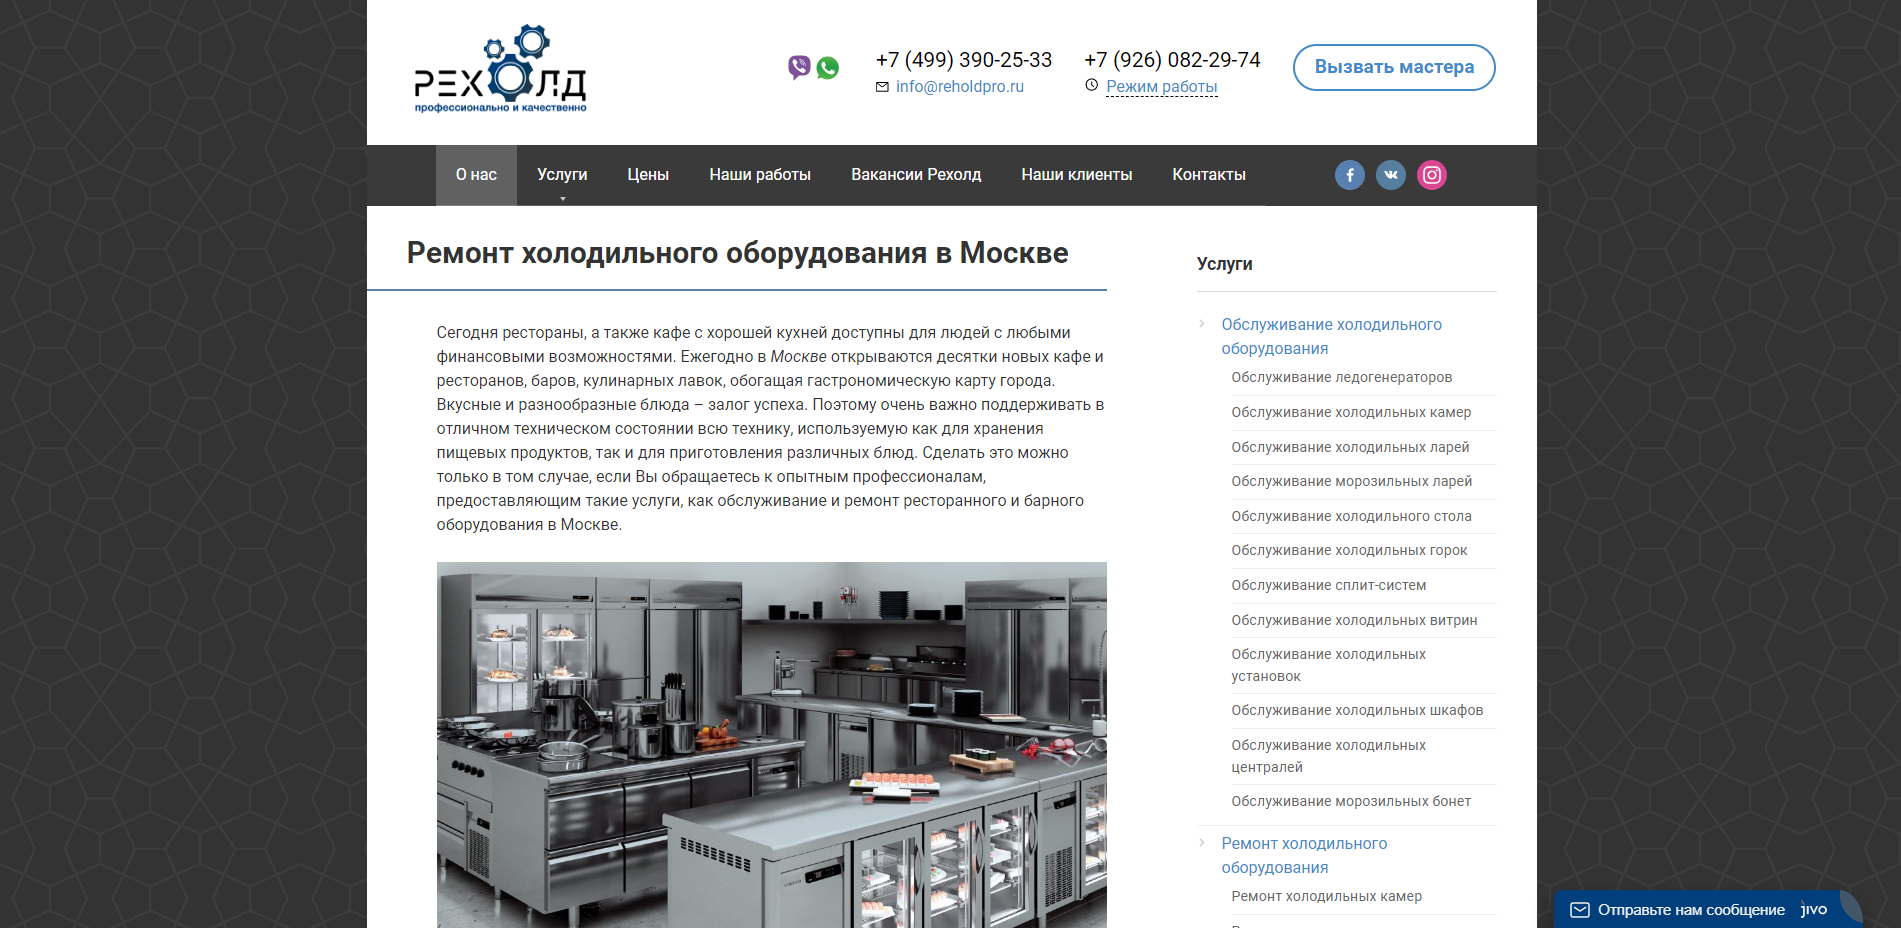 РЕХОЛД
профессионально и качественно
+7 (499) 390-25-33
info@reholdpro.ru
+7 (926) 082-29-74
Режим работы
Вызвать мастера
О нас
Услуги
Цены
Наши работы
Вакансии Рехолд
Наши клиенты
Контакты
Ремонт холодильного оборудования в Москве
Сегодня рестораны, а также кафе с хорошей кухней доступны для людей с любыми
финансовыми возможностями. Ежегодно в Москве открываются десятки новых кафе и
ресторанов, баров, кулинарных лавок, обогащая гастрономическую карту города.
Вкусные и разнообразные блюда – залог успеха. Поэтому очень важно поддерживать в
отличном техническом состоянии всю технику, используемую как для хранения
пищевых продуктов, так и для приготовления различных блюд. Сделать это можно
только в том случае, если Вы обращаетесь к опытным профессионалам,
предоставляющим такие услуги, как обслуживание и ремонт ресторанного и барного
оборудования в Москве.
Услуги
Обслуживание холодильного
оборудования
Обслуживание ледогенераторов
Обслуживание холодильных камер
Обслуживание холодильных ларей
Обслуживание морозильных ларей
Обслуживание холодильного стола
Обслуживание холодильных горок
Обслуживание сплит-систем
Обслуживание холодильных витрин
Обслуживание холодильных
установок
Обслуживание холодильных шкафов
Обслуживание холодильных
централей
Обслуживание морозильных бонет
Ремонт холодильного
оборудования
Ремонт холодильных камер
Отправьте нам сообщение
jivo